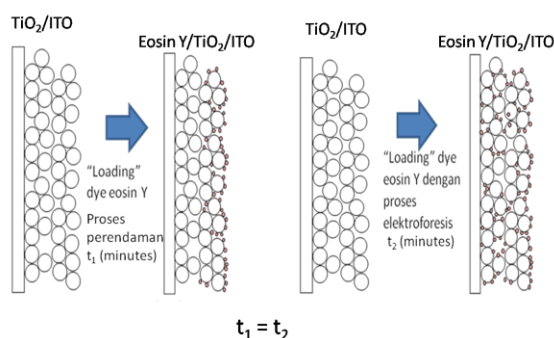 TiO₂/ITO
Eosin Y/TiO₂/ITO
"Loading"
dye eosin Y
Proses
perendaman
t₁ (minutes)
TiO₂/ITO
Eosin Y/TiO₂/ITO
"Loading" dye
eosin Y dengan
proses
elektroforesis
t₂ (minutes)
t₁ = t₂